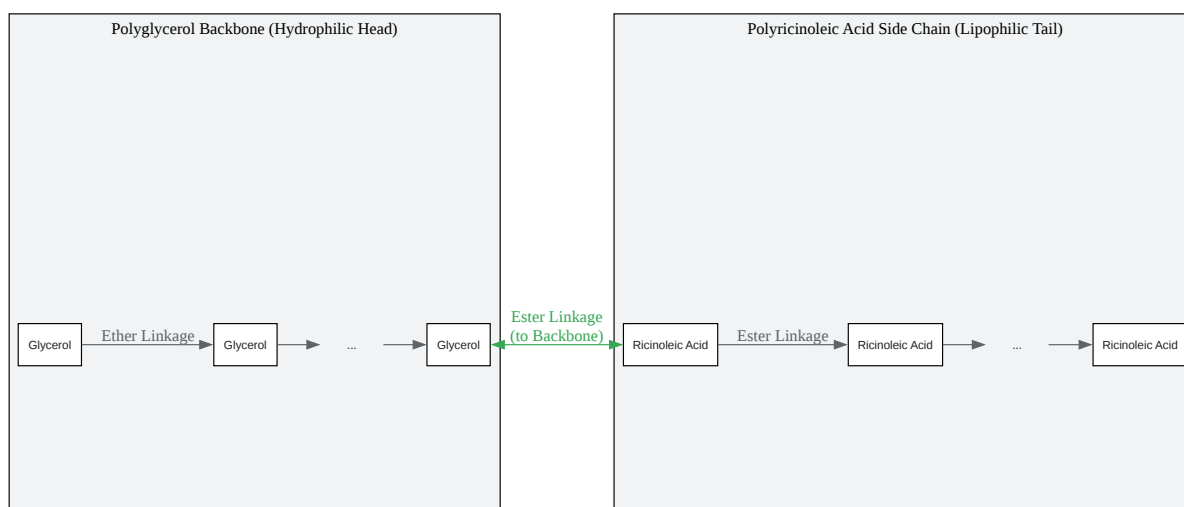 Polyglycerol Backbone (Hydrophilic Head)
Polyricinoleic Acid Side Chain (Lipophilic Tail)
Glycerol
Ether Linkage
Glycerol
...
Glycerol
Ester Linkage
(to Backbone)
Ricinoleic Acid
Ester Linkage
Ricinoleic Acid
...
Ricinoleic Acid